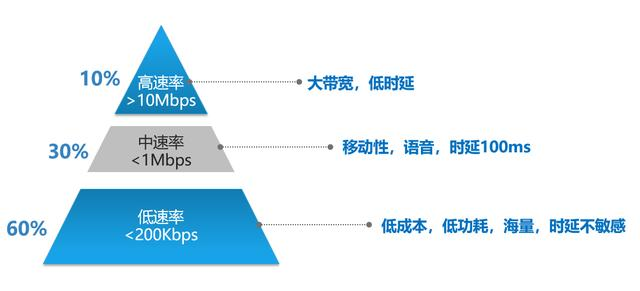 10%
高速率
>10Mbps
大带宽，低时延
30%
中速率
<1Mbps
移动性，语音，时延100ms
60%
低速率
<200Kbps
低成本，低功耗，海量，时延不敏感